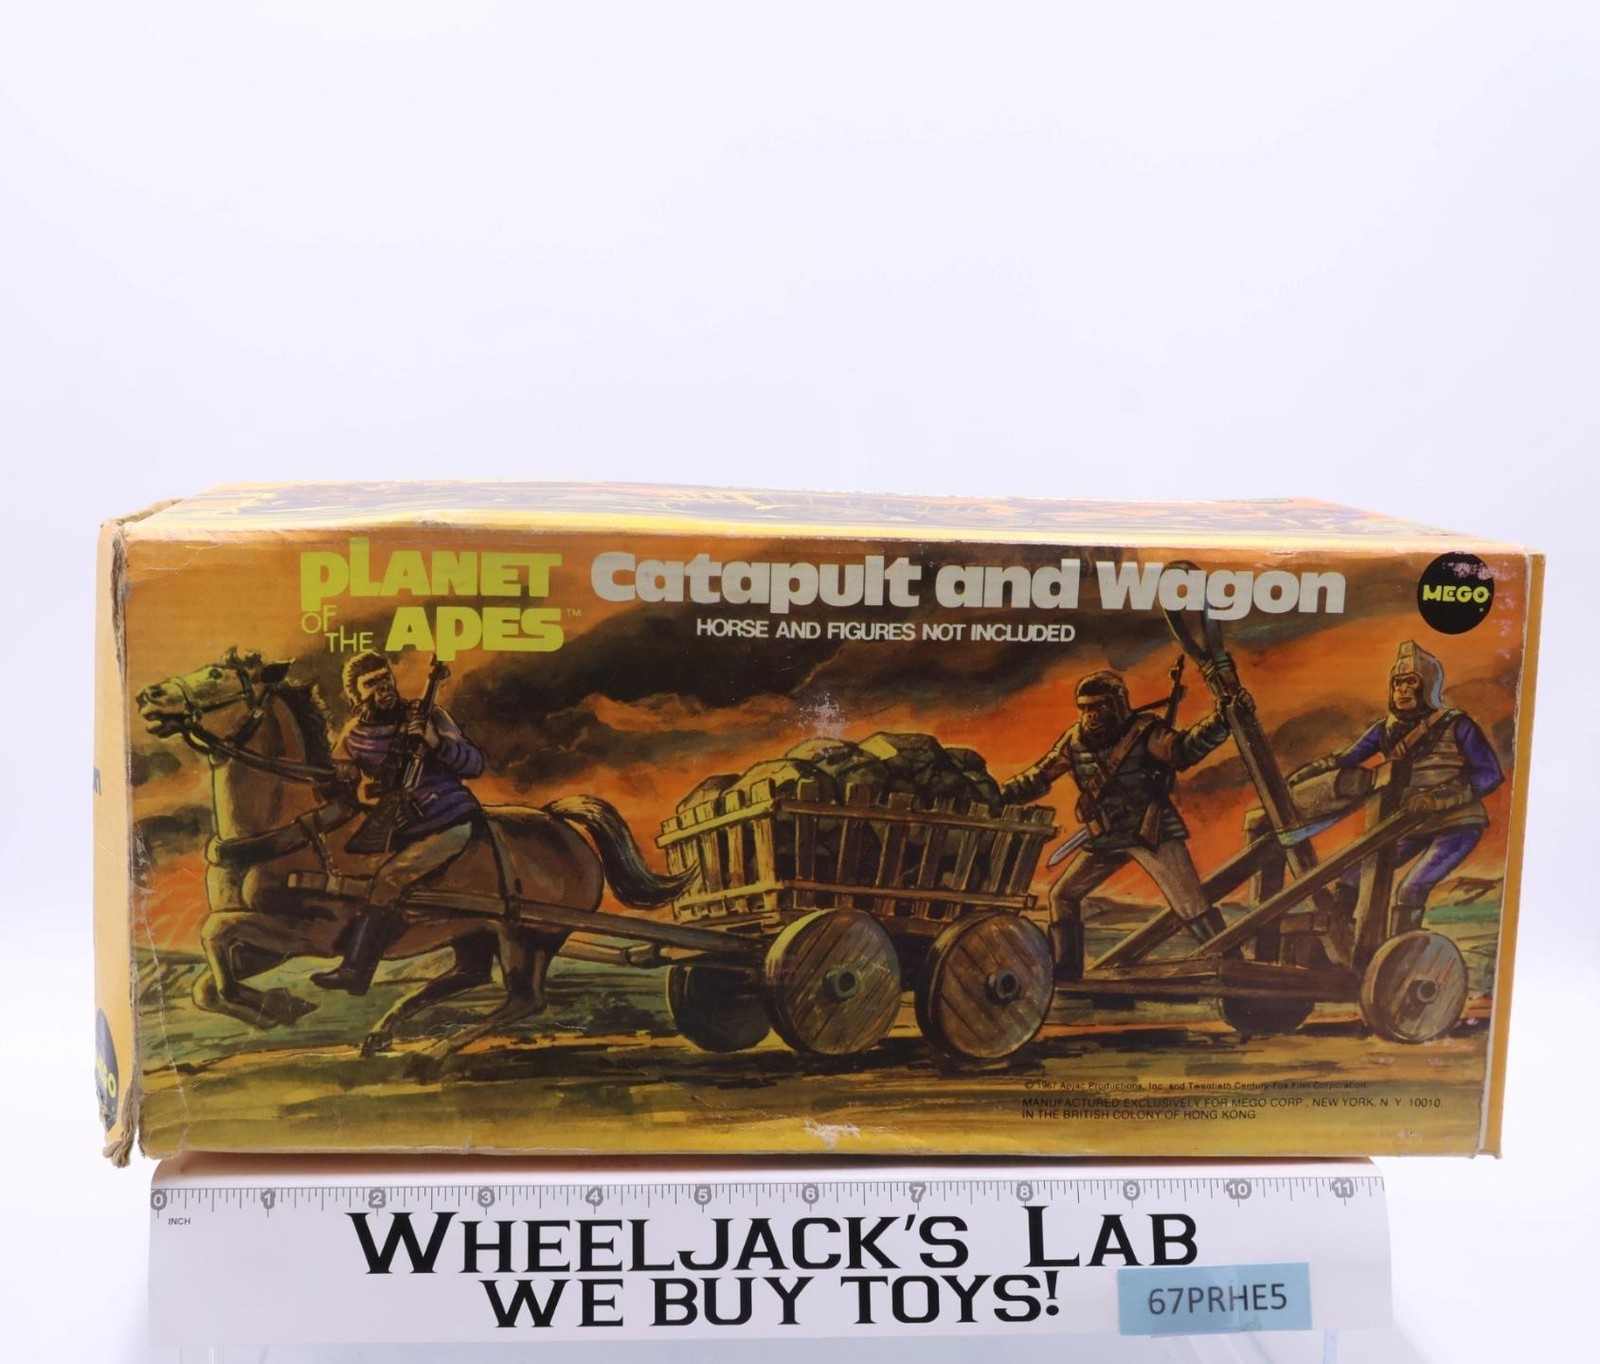 PLANET
OF THE APES™
Catapult and Wagon
HORSE AND FIGURES NOT INCLUDED
MEGO
MEGO
© 1967 Apjac Productions, Inc. and Twentieth Century-Fox Film Corporation.
MANUFACTURED EXCLUSIVELY FOR MEGO CORP., NEW YORK, N.Y. 10010
IN THE BRITISH COLONY OF HONG KONG
0 1 2 3 4 5 6 7 8 9 10 11
INCH
WHEELJACK'S LAB
WE BUY TOYS!
67PRHE5